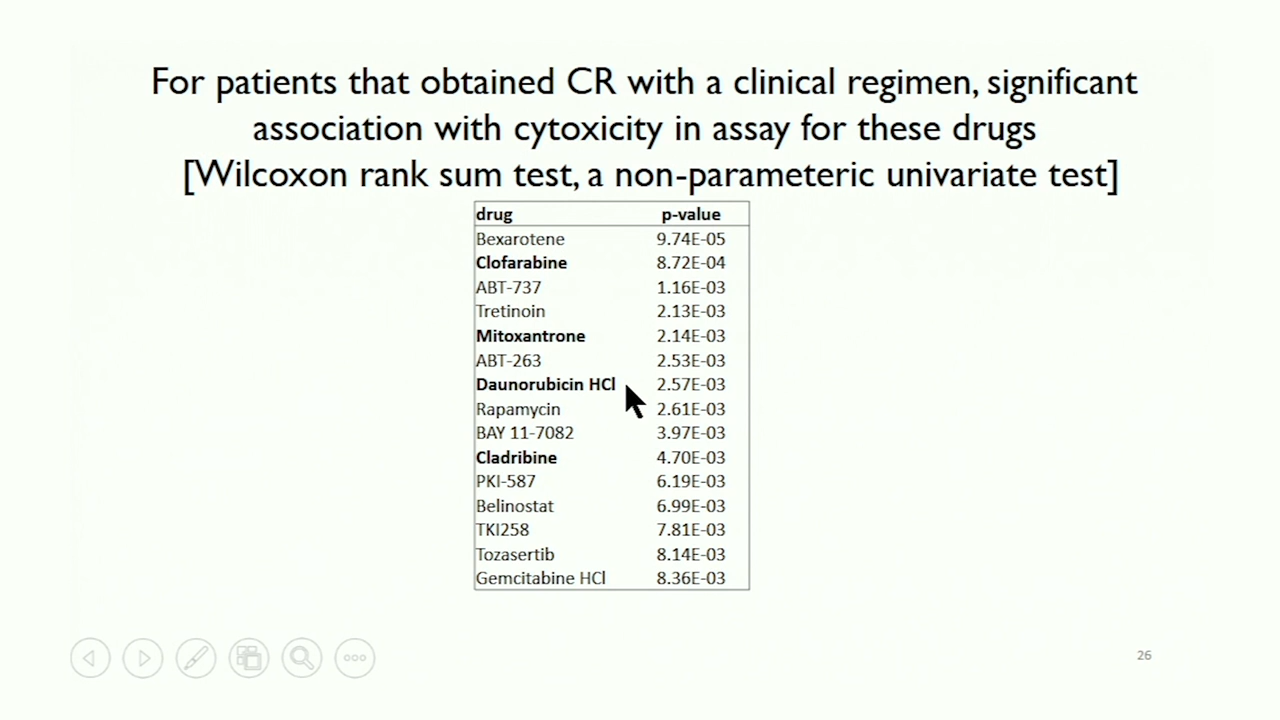 For patients that obtained CR with a clinical regimen, significant
association with cytoxicity in assay for these drugs
[Wilcoxon rank sum test, a non-parameteric univariate test]
drug p-value
Bexarotene 9.74E-05
Clofarabine 8.72E-04
ABT-737 1.16E-03
Tretinoin 2.13E-03
Mitoxantrone 2.14E-03
ABT-263 2.53E-03
Daunorubicin HCl 2.57E-03
Rapamycin 2.61E-03
BAY 11-7082 3.97E-03
Cladribine 4.70E-03
PKI-587 6.19E-03
Belinostat 6.99E-03
TKI258 7.81E-03
Tozasertib 8.14E-03
Gemcitabine HCl 8.36E-03
26